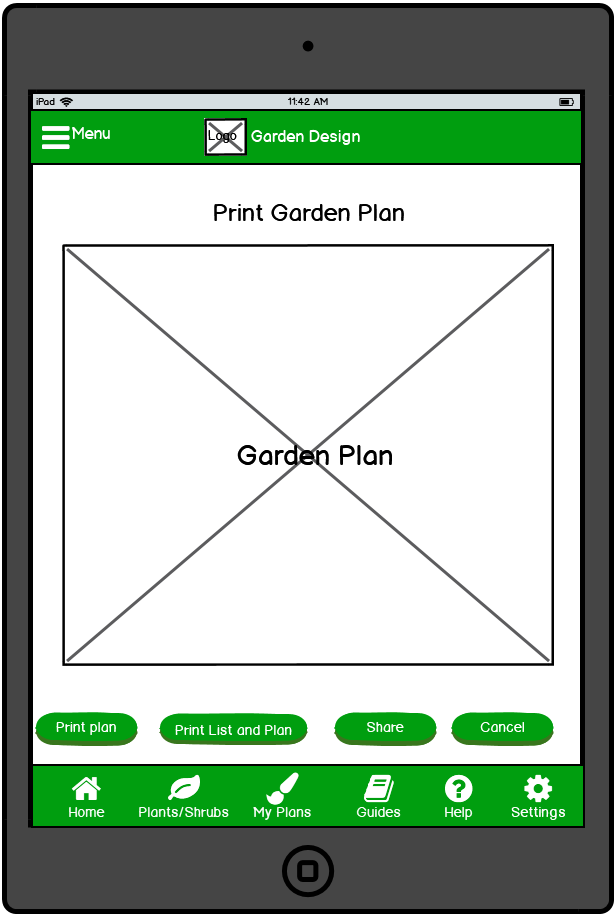 iPad 11:42 AM
Menu Logo Garden Design
Print Garden Plan
Garden Plan
Print plan Print List and Plan Share Cancel
Home Plants/Shrubs My Plans Guides Help Settings